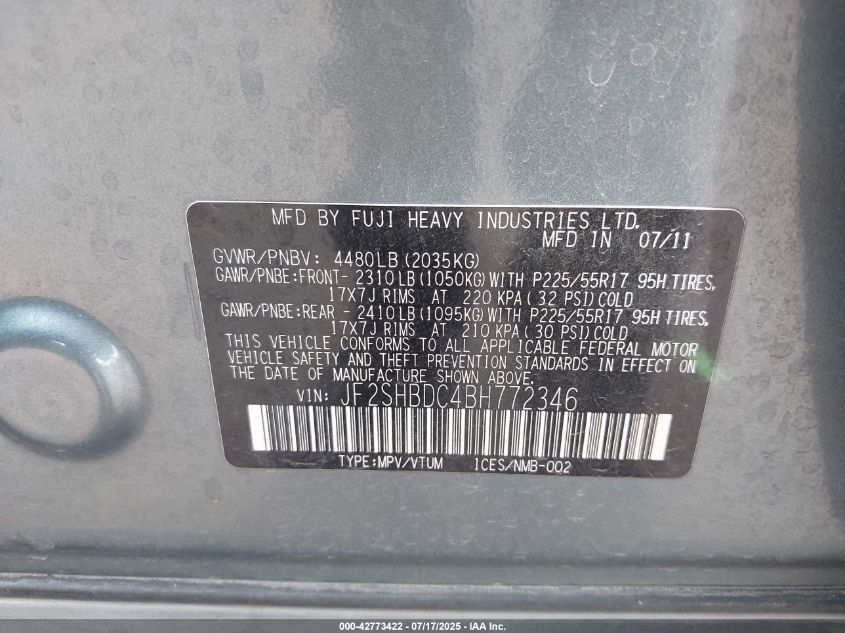 MFD BY FUJI HEAVY INDUSTRIES LTD.
MFD IN 07/11
GVWR/PNBV: 4480LB(2035KG)
GAWR/PNBE:FRONT- 2310LB(1050KG)WITH P225/55R17 95H TIRES,
17X7J RIMS AT 220 KPA(32 PSI)COLD
GAWR/PNBE:REAR - 2410LB(1095KG)WITH P225/55R17 95H TIRES,
17X7J RIMS AT 210 KPA(30 PSI)COLD
THIS VEHICLE CONFORMS TO ALL APPLICABLE FEDERAL MOTOR
VEHICLE SAFETY AND THEFT PREVENTION STANDARDS IN EFFECT ON
THE DATE OF MANUFACTURE SHOWN ABOVE.
VIN: JF2SHBDC4BH772346
TYPE:MPV/VTUM ICES/NMB-002
000-42773422 - 07/17/2025 - IAA Inc.